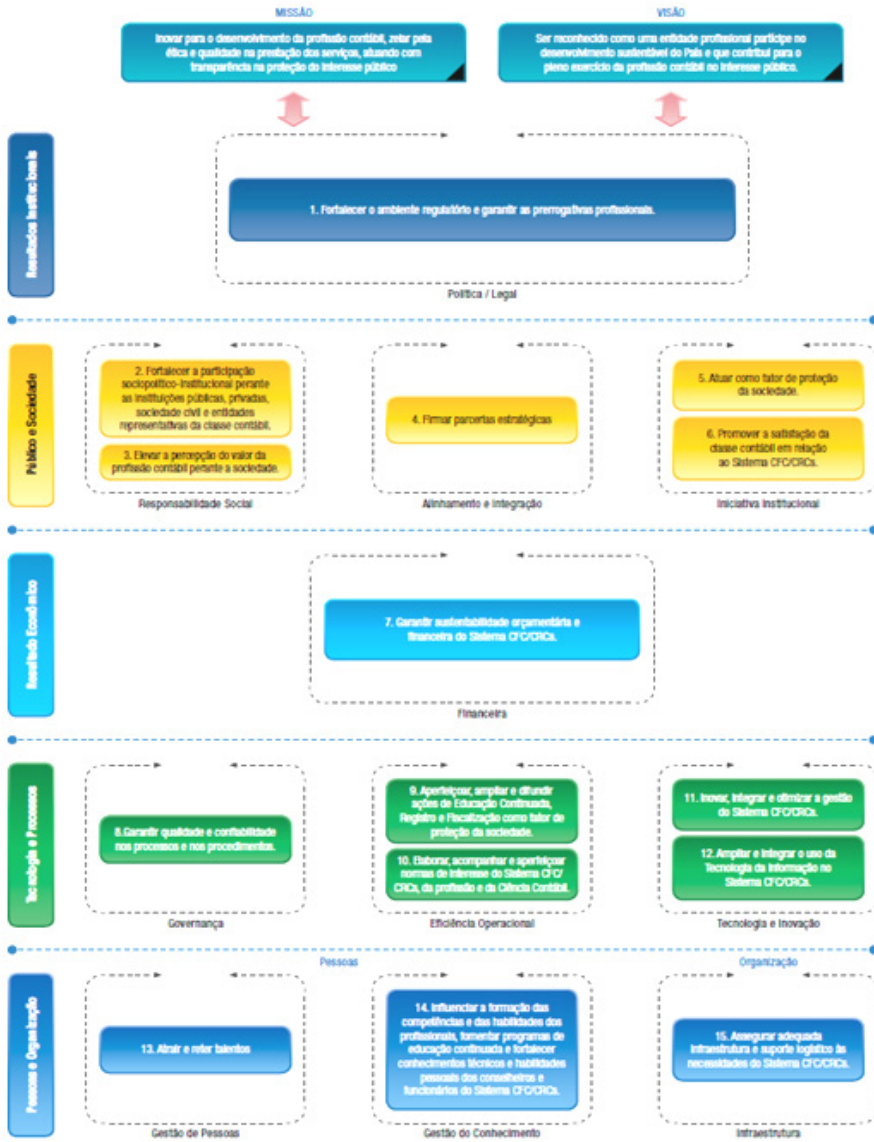 MISSÃO
Inovar para o desenvolvimento da profissão contábil, zelar pela
ética e qualidade na prestação dos serviços, atuando com
transparência na proteção do interesse público
VISÃO
Ser reconhecido como uma entidade profissional partícipe no
desenvolvimento sustentável do País e que contribui para o
pleno exercício da profissão contábil no interesse público.
Resultados Institucionais
1. Fortalecer o ambiente regulatório e garantir as prerrogativas profissionais.
Política / Legal
Público e Sociedade
2. Fortalecer a participação
sociopolítico-institucional perante
as instituições públicas, privadas,
sociedade civil e entidades
representativas da classe contábil.
3. Elevar a percepção do valor da
profissão contábil perante a sociedade.
Responsabilidade Social
4. Firmar parcerias estratégicas
Alinhamento e Integração
5. Atuar como fator de proteção
da sociedade.
6. Promover a satisfação da
classe contábil em relação
ao Sistema CFC/CRCs.
Iniciativa Institucional
Resultado Econômico
7. Garantir sustentabilidade orçamentária e
financeira do Sistema CFC/CRCs.
Financeira
Tecnologia e Processos
8.Garantir qualidade e confiabilidade
nos processos e nos procedimentos.
Governança
9. Aperfeiçoar, ampliar e difundir
ações de Educação Continuada,
Registro e Fiscalização como fator de
proteção da sociedade.
10. Elaborar, acompanhar e aperfeiçoar
normas de interesse do Sistema CFC/
CRCs, da profissão e da Ciência Contábil.
Eficiência Operacional
11. Inovar, integrar e otimizar a gestão
do Sistema CFC/CRCs.
12. Ampliar e integrar o uso da
Tecnologia da Informação no
Sistema CFC/CRCs.
Tecnologia e Inovação
Pessoas e Organização
Pessoas
Organização
13. Atrair e reter talentos
Gestão de Pessoas
14. Influenciar a formação das
competências e das habilidades dos
profissionais, fomentar programas de
educação continuada e fortalecer
conhecimentos técnicos e habilidades
pessoais dos conselheiros e
funcionários do Sistema CFC/CRCs.
Gestão do Conhecimento
15. Assegurar adequada
infraestrutura e suporte logístico às
necessidades do Sistema CFC/CRCs.
Infraestrutura